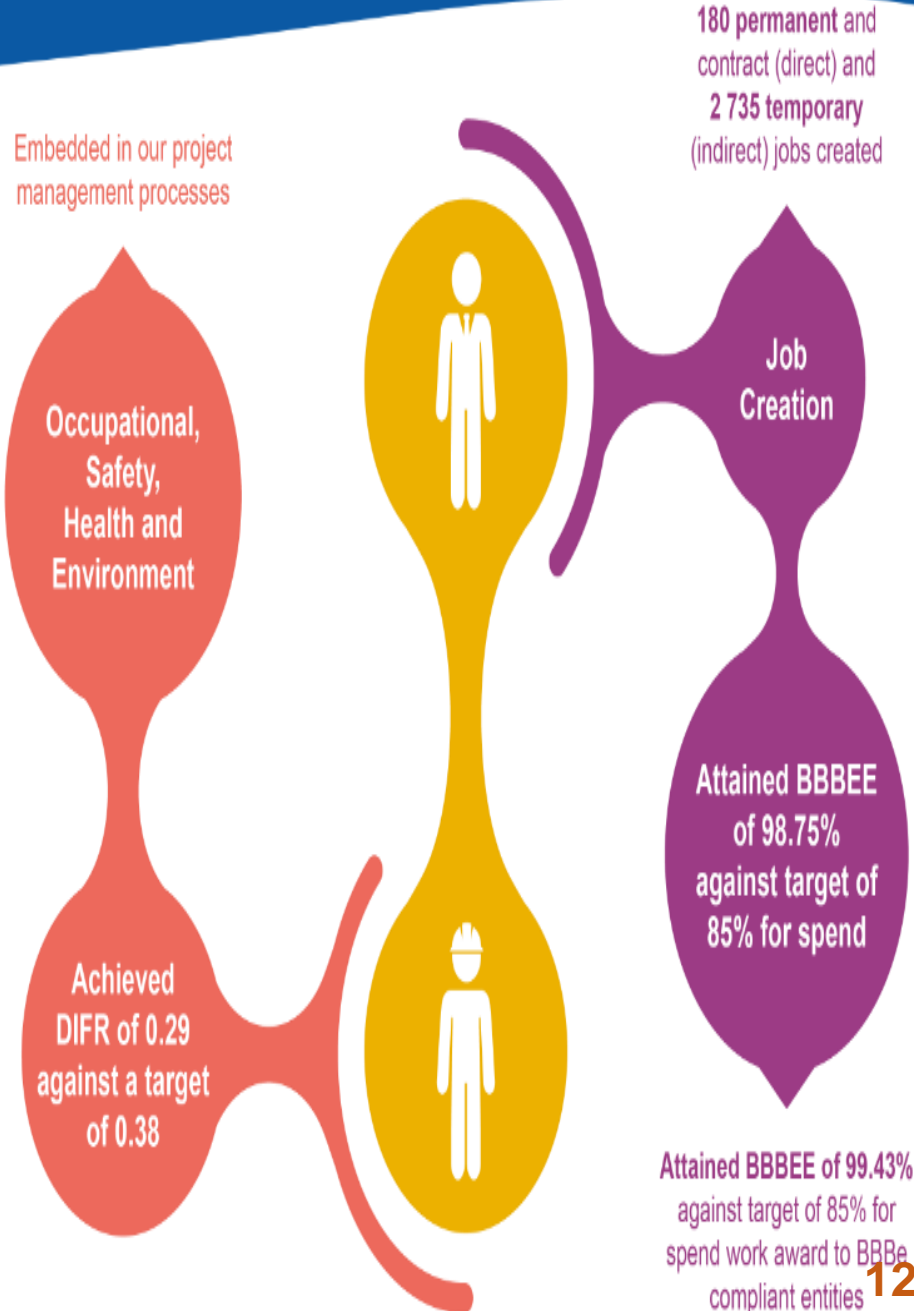 Embedded in our project
management processes
Occupational,
Safety,
Health and
Environment
Achieved
DIFR of 0.29
against a target
of 0.38
180 permanent and
contract (direct) and
2 735 temporary
(indirect) jobs created
Job
Creation
Attained BBBEE
of 98.75%
against target of
85% for spend
Attained BBBEE of 99.43%
against target of 85% for
spend work award to BBBe
compliant entities
12